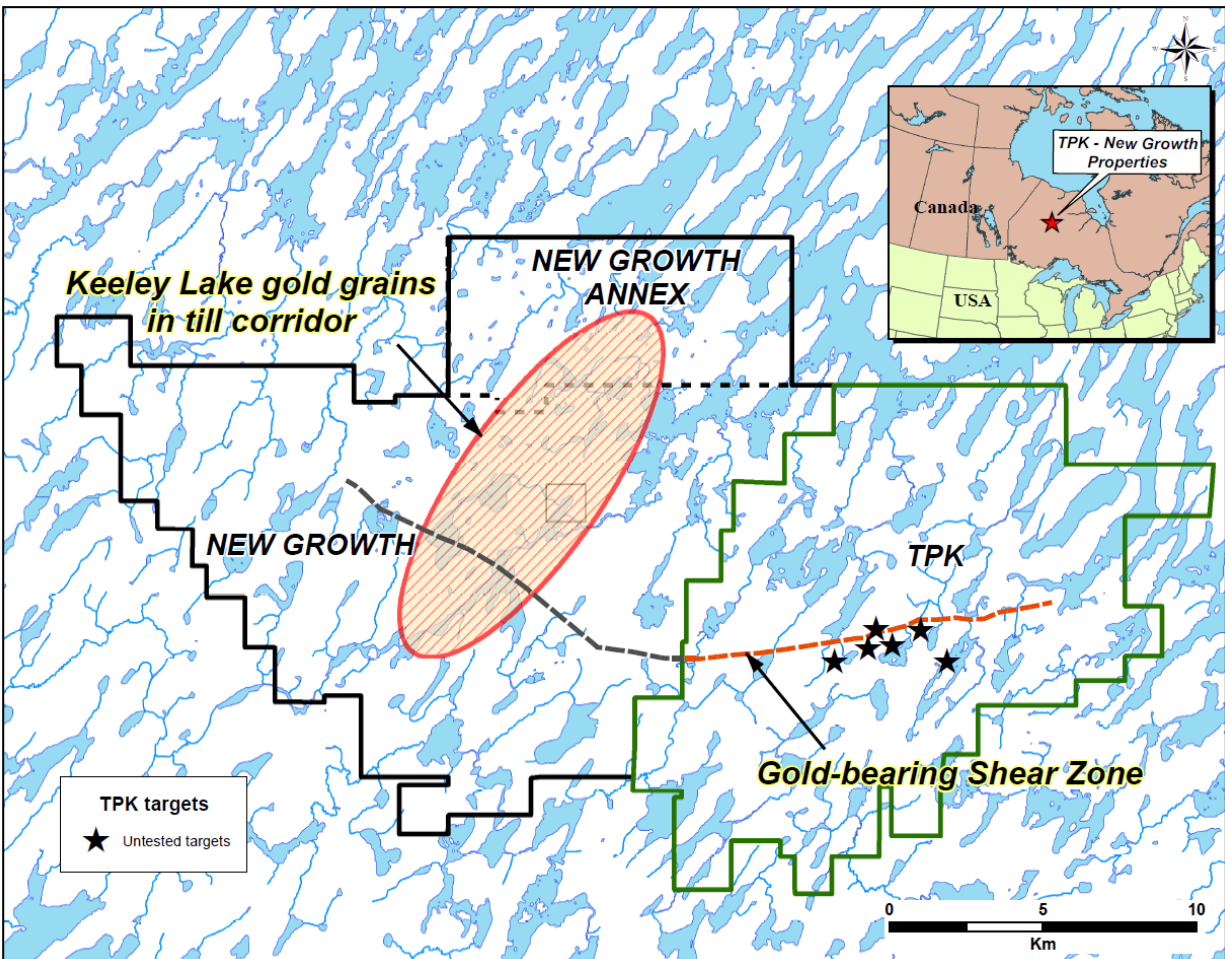 N
W
E
S
TPK - New Growth
Properties
Canada
USA
NEW GROWTH
ANNEX
Keeley Lake gold grains
in till corridor
NEW GROWTH
TPK
Gold-bearing Shear Zone
TPK targets
Untested targets
0
5
10
Km